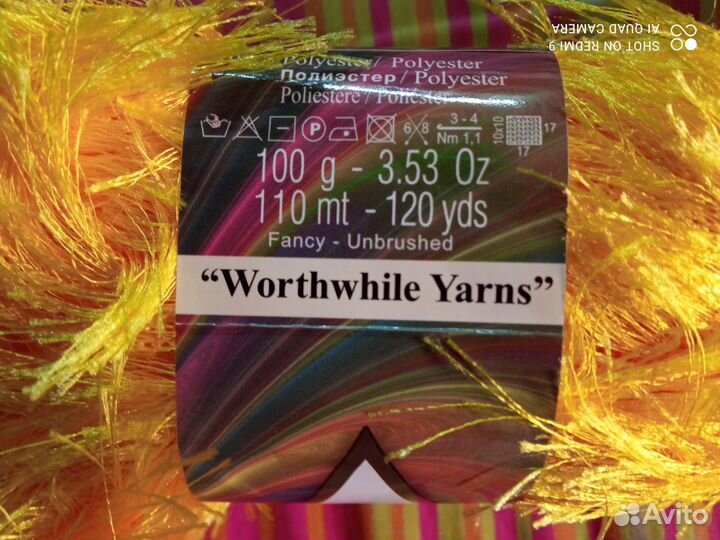 SHOT ON REDMI 9
AI QUAD CAMERA
Polyester / Polyester
Полиэстер / Polyester
Poliestere / Poliéster
P
6 8
3 - 4
Nm 1,1
10x10
17
17
100 g - 3.53 Oz
110 mt - 120 yds
Fancy - Unbrushed
“Worthwhile Yarns”
Avito